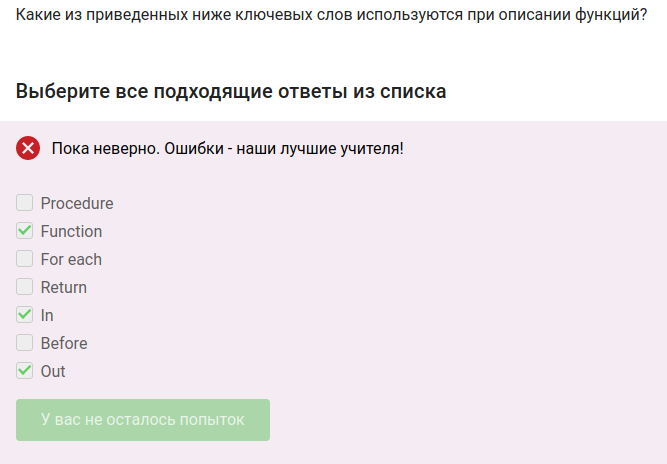 Какие из приведенных ниже ключевых слов используются при описании функций?
Выберите все подходящие ответы из списка
Пока неверно. Ошибки - наши лучшие учителя!
Procedure
Function
For each
Return
In
Before
Out
У вас не осталось попыток